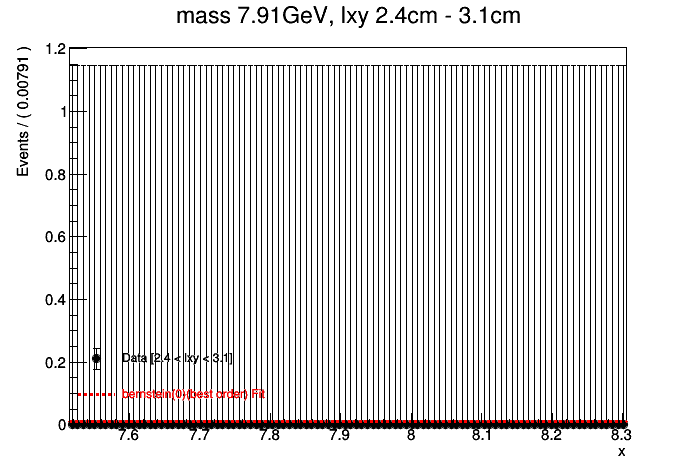 mass 7.91GeV, lxy 2.4cm - 3.1cm
Events / ( 0.00791 )
1.2
1
0.8
0.6
0.4
0.2
0
Data [2.4 < lxy < 3.1]
bernstein[0](best order) Fit
7.6 7.7 7.8 7.9 8 8.1 8.2 8.3
x